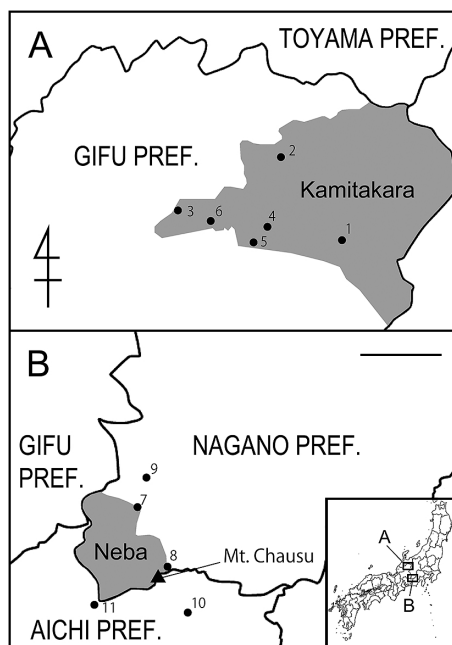 A
TOYAMA PREF.
GIFU PREF.
2
Kamitakara
3
6
4
5
1
B
GIFU
PREF.
NAGANO PREF.
9
7
Neba
8
Mt. Chausu
11
10
AICHI PREF.
A
B